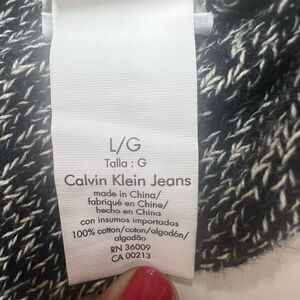 L/G
Talla : G
Calvin Klein Jeans
made in China/
fabriqué en Chine/
hecho en China
con insumos importados
100% cotton/coton/algodón/
algodão
RN 36009
CA 00213